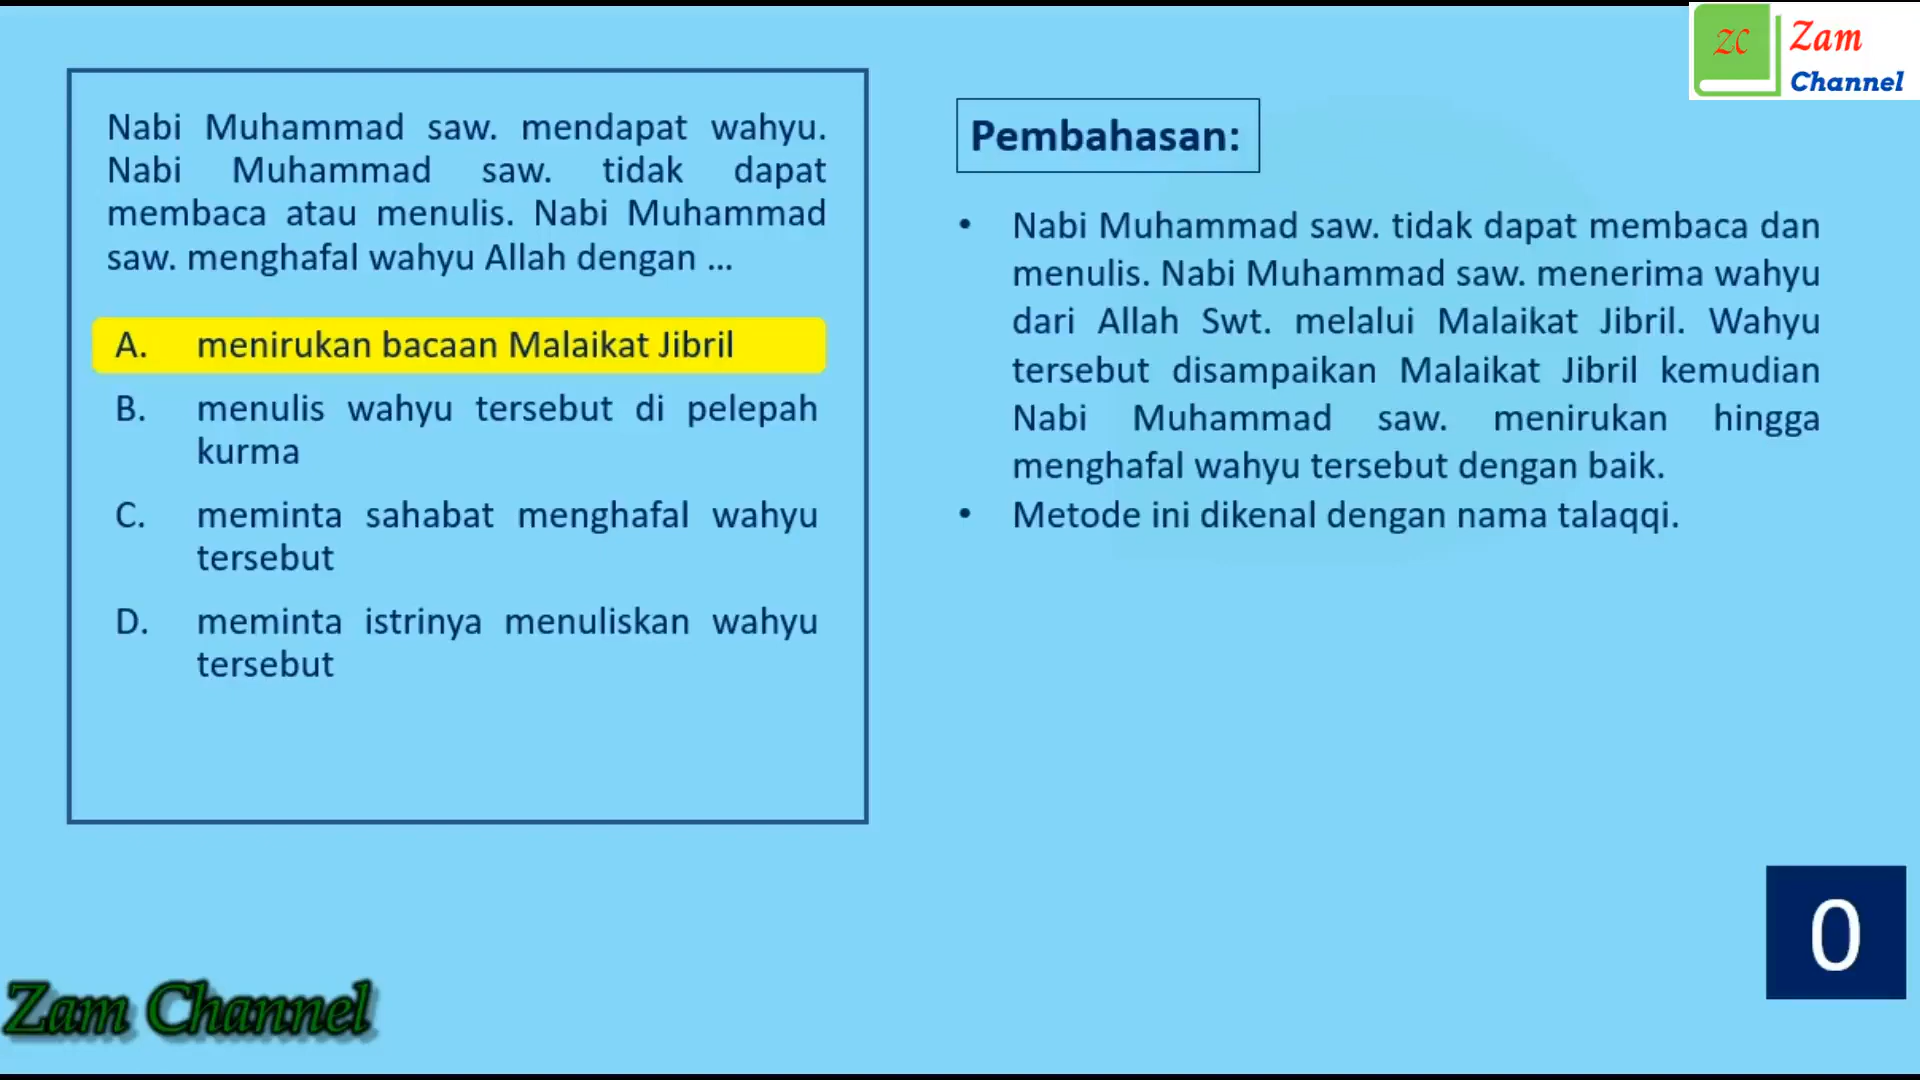 ZC
Zam
Channel
Nabi Muhammad saw. mendapat wahyu.
Nabi Muhammad saw. tidak dapat
membaca atau menulis. Nabi Muhammad
saw. menghafal wahyu Allah dengan ...
A. menirukan bacaan Malaikat Jibril
B. menulis wahyu tersebut di pelepah
kurma
C. meminta sahabat menghafal wahyu
tersebut
D. meminta istrinya menuliskan wahyu
tersebut
Pembahasan:
• Nabi Muhammad saw. tidak dapat membaca dan
menulis. Nabi Muhammad saw. menerima wahyu
dari Allah Swt. melalui Malaikat Jibril. Wahyu
tersebut disampaikan Malaikat Jibril kemudian
Nabi Muhammad saw. menirukan hingga
menghafal wahyu tersebut dengan baik.
• Metode ini dikenal dengan nama talaqqi.
0
Zam Channel